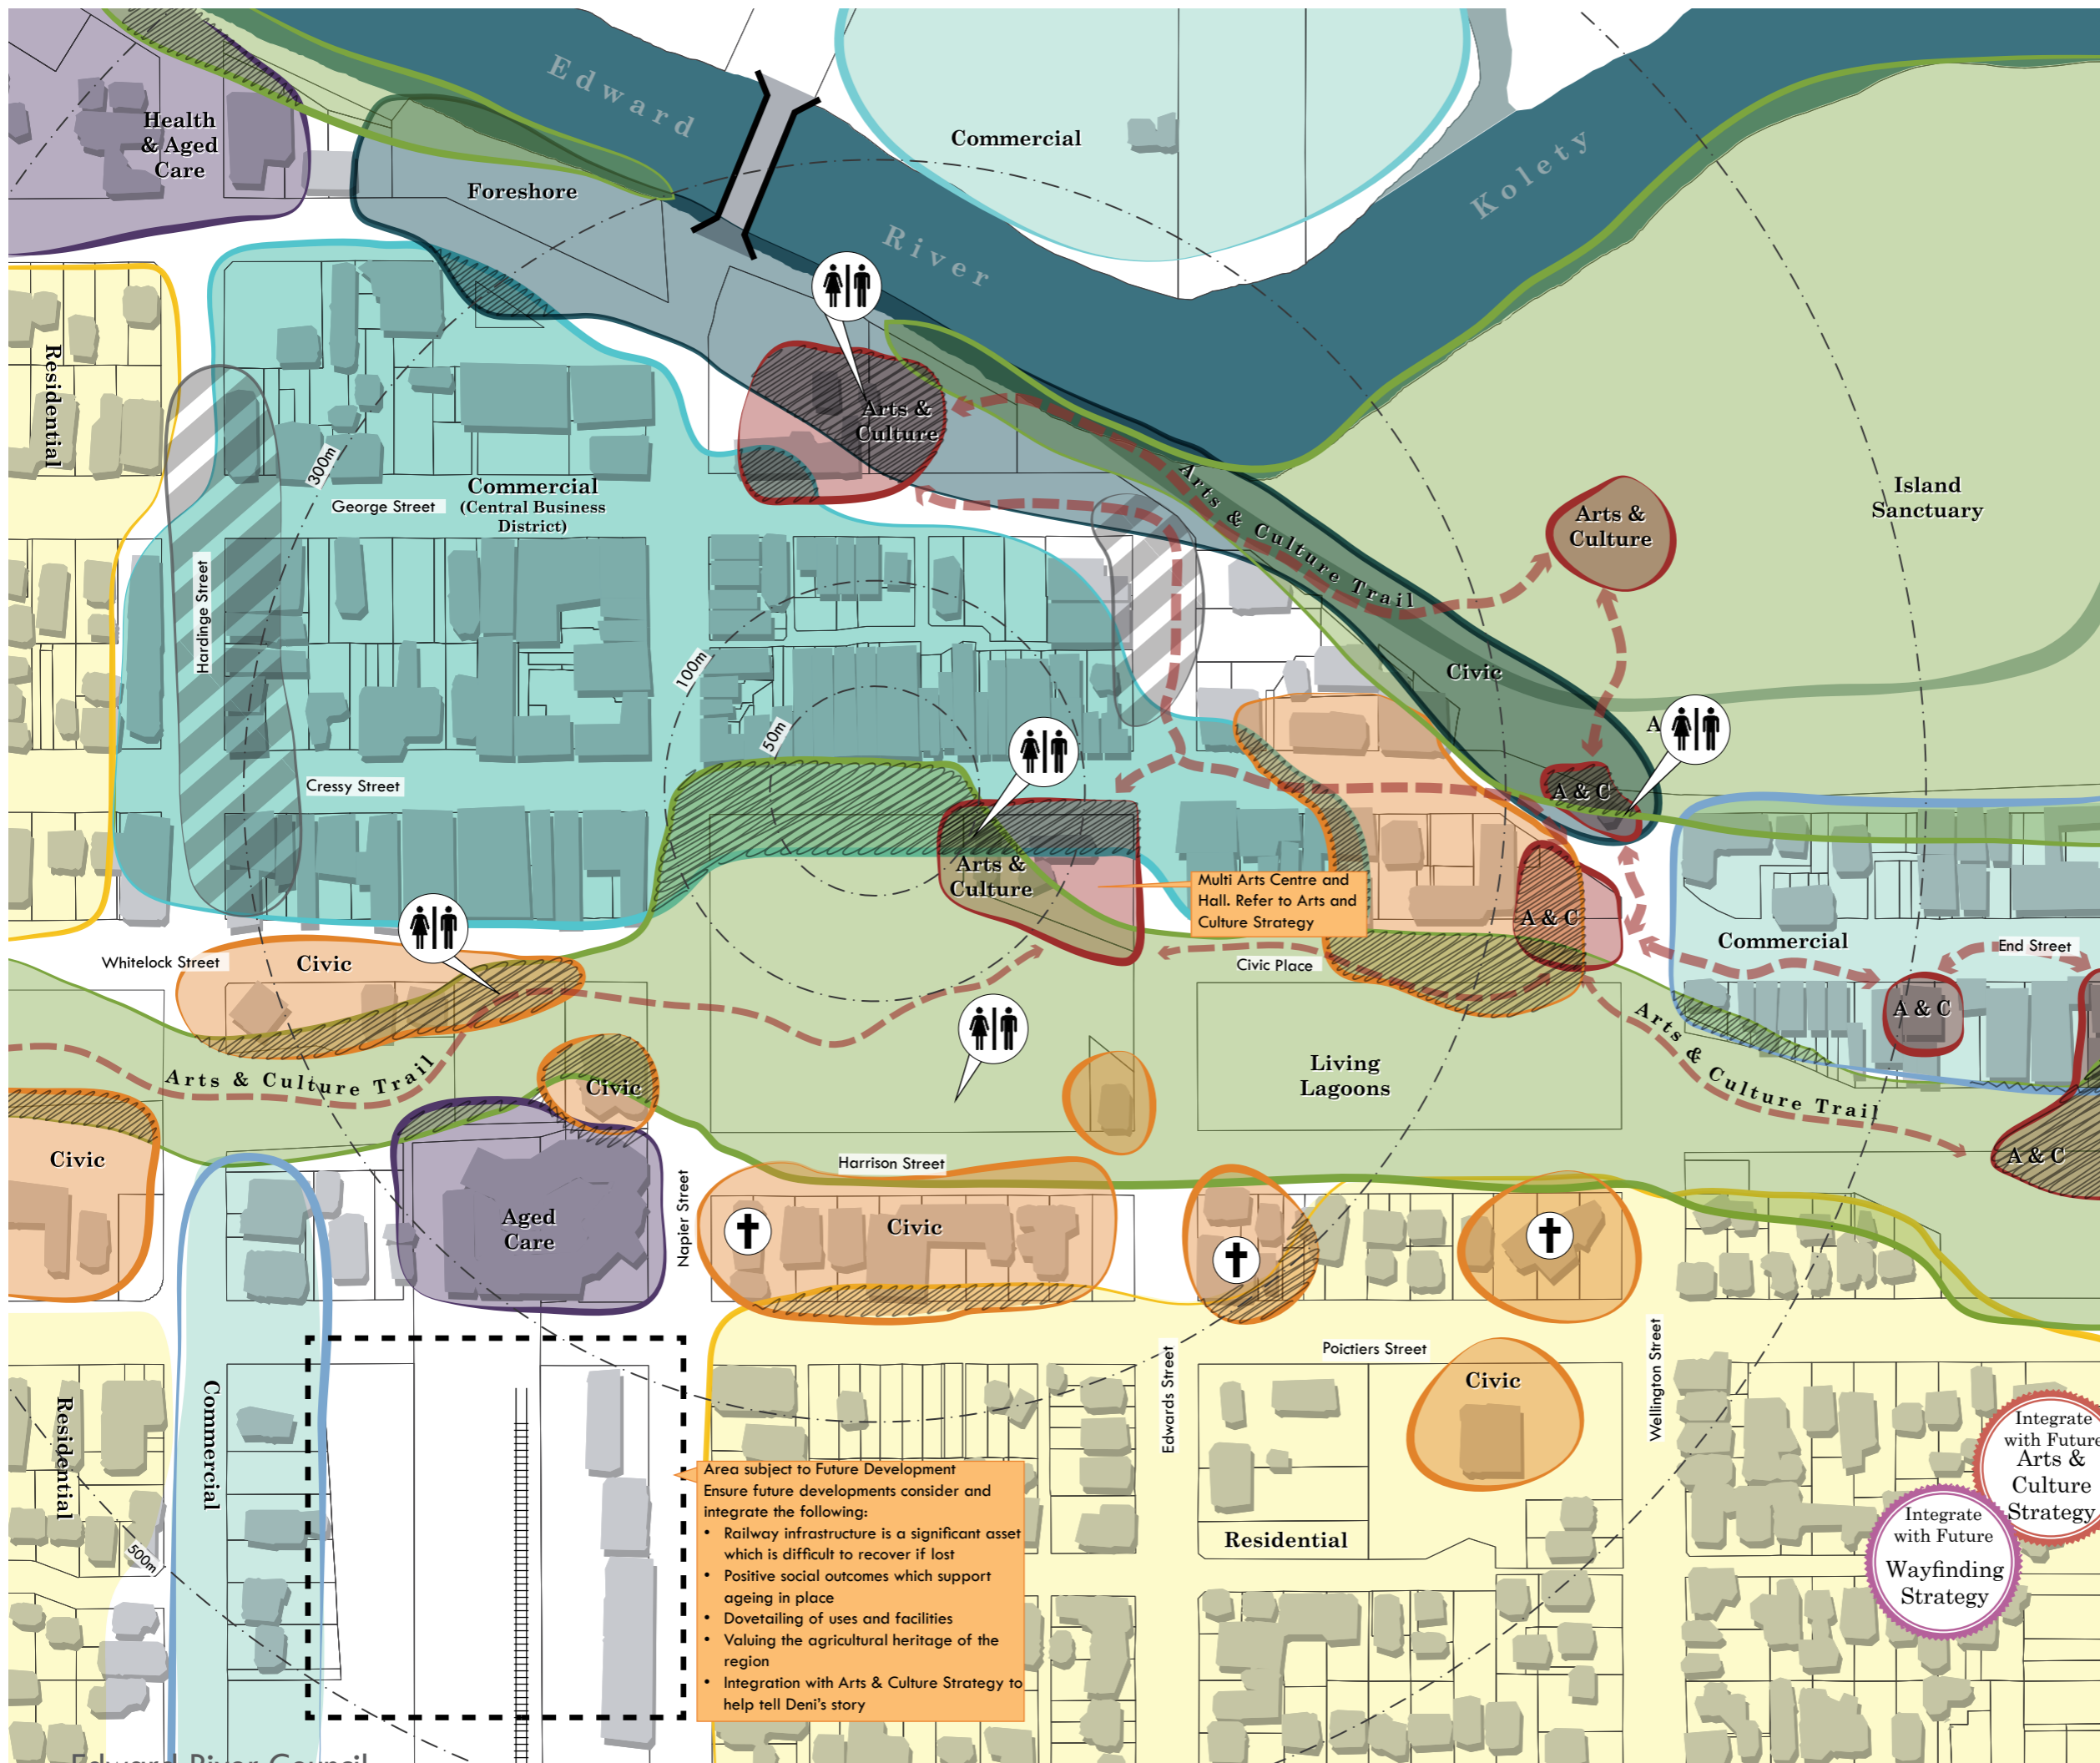 Edward
River
Kolety
Health
& Aged
Care
Foreshore
Commercial
Residential
Arts &
Culture
300m
George Street
Commercial
(Central Business
District)
Hardinge Street
Arts & Culture Trail
Arts &
Culture
Island
Sanctuary
100m
50m
Civic
A
A & C
Cressy Street
Arts &
Culture
Multi Arts Centre and
Hall. Refer to Arts and
Culture Strategy
A & C
Commercial
End Street
Whitelock Street
Civic
Civic Place
A & C
Arts & Culture Trail
Living
Lagoons
Arts & Culture Trail
Civic
Civic
A & C
Harrison Street
Napier Street
Aged
Care
Civic
Edwards Street
Poictiers Street
Wellington Street
Civic
Residential
Commercial
500m
Area subject to Future Development
Ensure future developments consider and
integrate the following:
• Railway infrastructure is a significant asset
which is difficult to recover if lost
• Positive social outcomes which support
ageing in place
• Dovetailing of uses and facilities
• Valuing the agricultural heritage of the
region
• Integration with Arts & Culture Strategy to
help tell Deni's story
Residential
Integrate
with Future
Arts &
Culture
Strategy
Integrate
with Future
Wayfinding
Strategy
Edward River Council